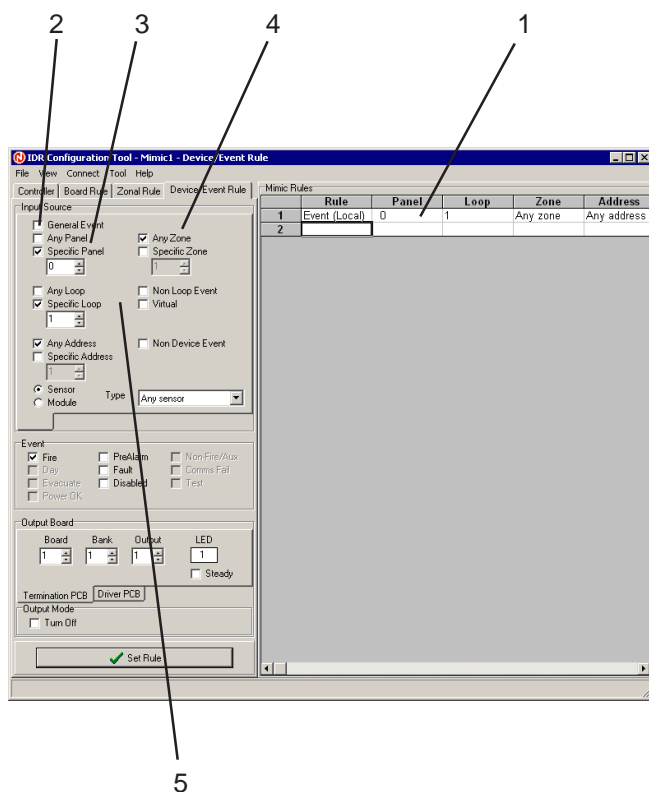 2 3 4 1
IDR Configuration Tool - Mimic1 - Device/Event Rule
File View Connect Tool Help
Controller Board Rule Zonal Rule Device/Event Rule
Input Source
General Event
Any Panel Any Zone
Specific Panel Specific Zone
0 1
Any Loop Non Loop Event
Specific Loop Virtual
1
Any Address Non Device Event
Specific Address
1
Sensor
Module Type Any sensor
Event
Fire PreAlarm Non-Fire/Aux
Day Fault Comms Fail
Evacuate Disabled Test
Power OK
Output Board
Board Bank Output LED
1 1 1 1
Steady
Termination PCB Driver PCB
Output Mode
Turn Off
Set Rule
Mimic Rules
Rule Panel Loop Zone Address
1 Event (Local) 0 1 Any zone Any address
2
5